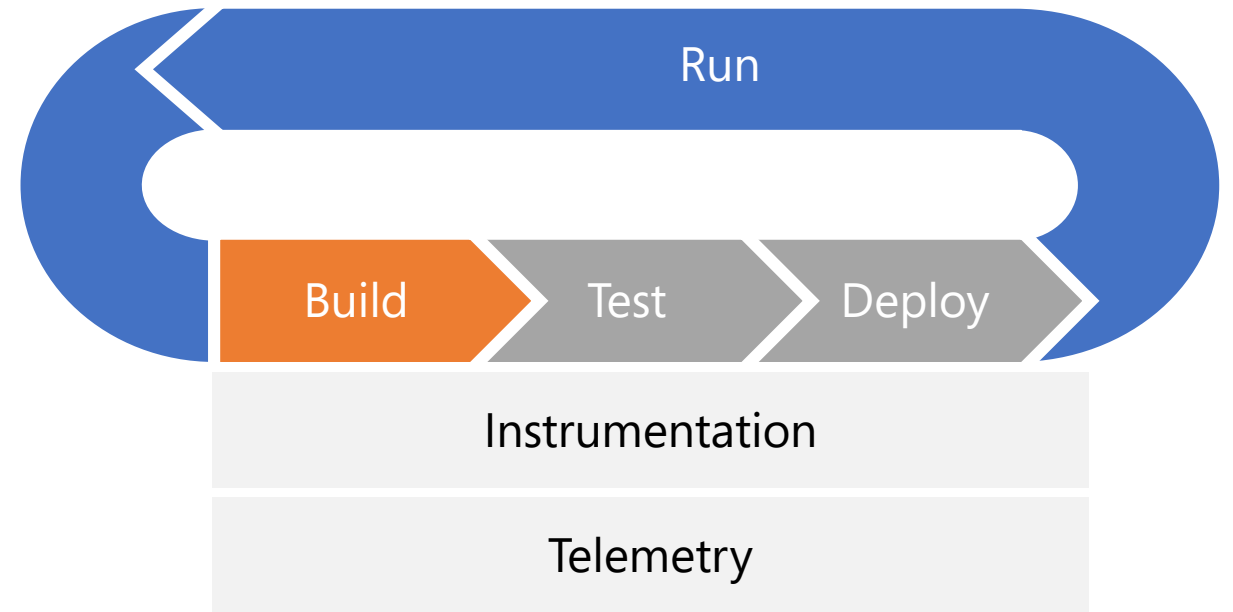 Run
Build
Test
Deploy
Instrumentation
Telemetry